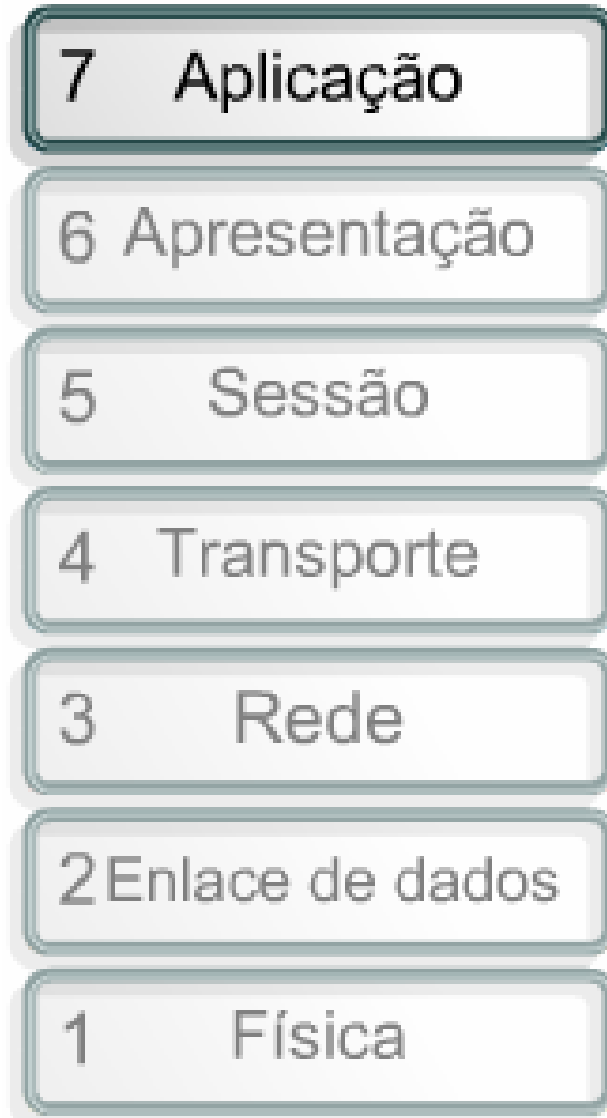 7 Aplicação
6 Apresentação
5 Sessão
4 Transporte
3 Rede
2 Enlace de dados
1 Física